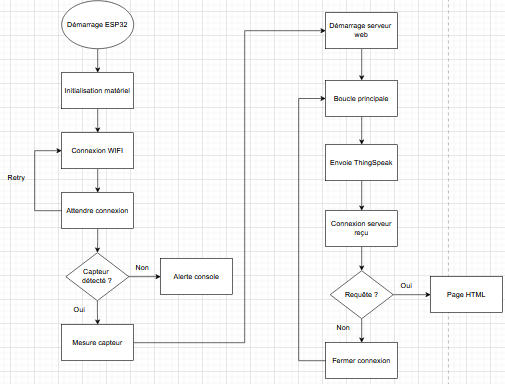 Démarrage ESP32
Initialisation matériel
Connexion WIFI
Retry
Attendre connexion
Capteur
détecté ?
Non
Alerte console
Oui
Mesure capteur
Démarrage serveur
web
Boucle principale
Envoie ThingSpeak
Connexion serveur
reçu
Requête ?
Oui
Page HTML
Non
Fermer connexion